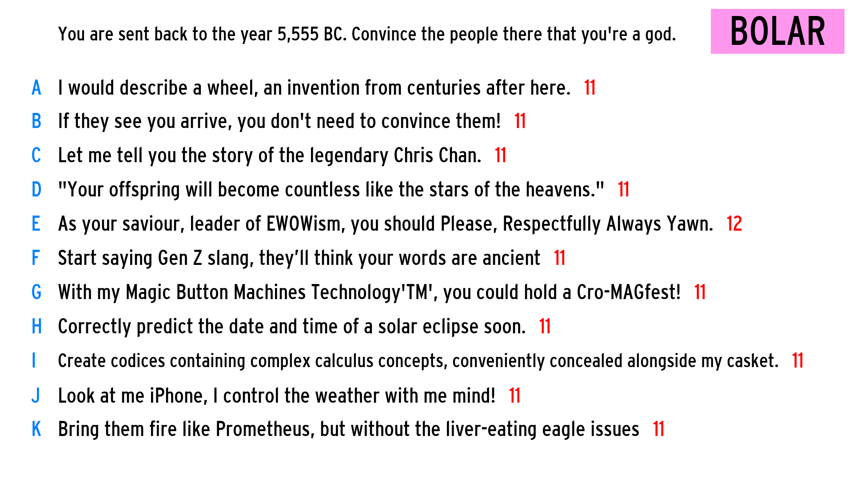 You are sent back to the year 5,555 BC. Convince the people there that you're a god.
BOLAR
A I would describe a wheel, an invention from centuries after here. 11
B If they see you arrive, you don't need to convince them! 11
C Let me tell you the story of the legendary Chris Chan. 11
D "Your offspring will become countless like the stars of the heavens." 11
E As your saviour, leader of EWOWism, you should Please, Respectfully Always Yawn. 12
F Start saying Gen Z slang, they’ll think your words are ancient 11
G With my Magic Button Machines Technology'TM', you could hold a Cro-MAGfest! 11
H Correctly predict the date and time of a solar eclipse soon. 11
I Create codices containing complex calculus concepts, conveniently concealed alongside my casket. 11
J Look at me iPhone, I control the weather with me mind! 11
K Bring them fire like Prometheus, but without the liver-eating eagle issues 11